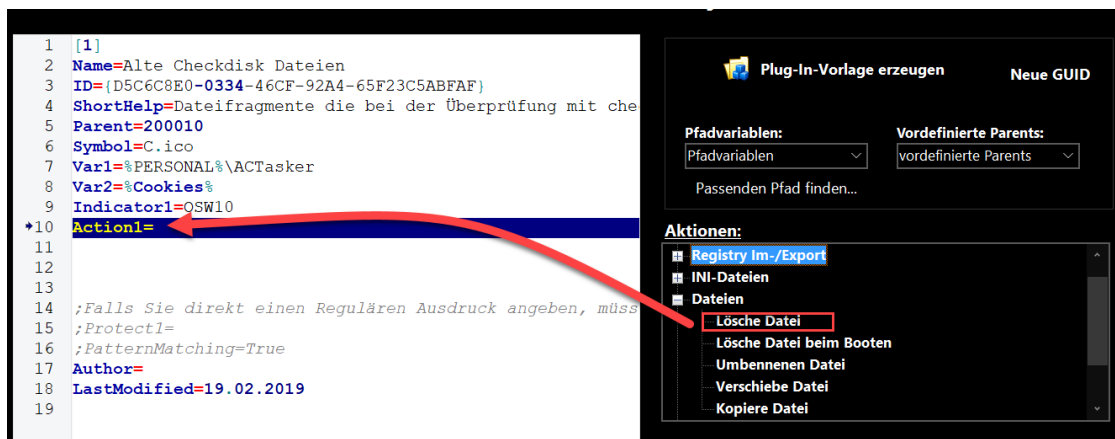 1 [1]
2 Name=Alte Checkdisk Dateien
3 ID={D5C6C8E0-0334-46CF-92A4-65F23C5ABFAF}
4 ShortHelp=Dateifragmente die bei der Überprüfung mit che
5 Parent=200010
6 Symbol=C.ico
7 Var1=%PERSONAL%\ACTasker
8 Var2=%Cookies%
9 Indicator1=OSW10
10 Action1=
11
12
13
14 ;Falls Sie direkt einen Regulären Ausdruck angeben, müss
15 ;Protect1=
16 ;PatternMatching=True
17 Author=
18 LastModified=19.02.2019
19
Plug-In-Vorlage erzeugen Neue GUID
Pfadvariablen: Vordefinierte Parents:
Pfadvariablen vordefinierte Parents
Passenden Pfad finden...
Aktionen:
Registry Im-/Export
INI-Dateien
Dateien
Lösche Datei
Lösche Datei beim Booten
Umbennenen Datei
Verschiebe Datei
Kopiere Datei